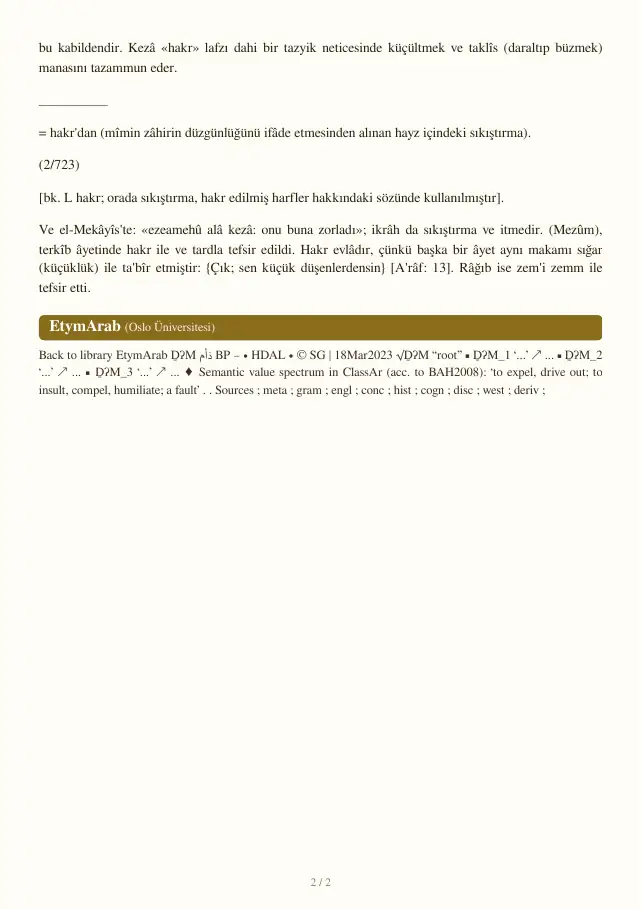 bu kabildendir. Kezâ «hakr» lafzı dahi bir tazyik neticesinde küçültmek ve taklîs (daraltıp büzmek)
manasını tazammun eder.
__________
= hakr'dan (mîmin zâhirin düzgünlüğünü ifâde etmesinden alınan hayz içindeki sıkıştırma).
(2/723)
[bk. L hakr; orada sıkıştırma, hakr edilmiş harfler hakkındaki sözünde kullanılmıştır].
Ve el-Mekâyîs'te: «ezeamehû alâ kezâ: onu buna zorladı»; ikrâh da sıkıştırma ve itmedir. (Mezûm),
terkîb âyetinde hakr ile ve tardla tefsir edildi. Hakr evlâdır, çünkü başka bir âyet aynı makamı sığar
(küçüklük) ile ta'bîr etmiştir: {Çık; sen küçük düşenlerdensin} [A'râf: 13]. Râğıb ise zem'i zemm ile
tefsir etti.
EtymArab (Oslo Üniversitesi)
Back to library EtymArab ḎʔM ذأم BP – • HDAL • © SG | 18Mar2023 √ḎʔM “root” ▪ ḎʔM_1 ‘...’ ↗ ... ▪ ḎʔM_2
‘...’ ↗ ... ▪ ḎʔM_3 ‘...’ ↗ ... ♦ Semantic value spectrum in ClassAr (acc. to BAH2008): ‘to expel, drive out; to
insult, compel, humiliate; a fault’ . . Sources ; meta ; gram ; engl ; conc ; hist ; cogn ; disc ; west ; deriv ;
2 / 2